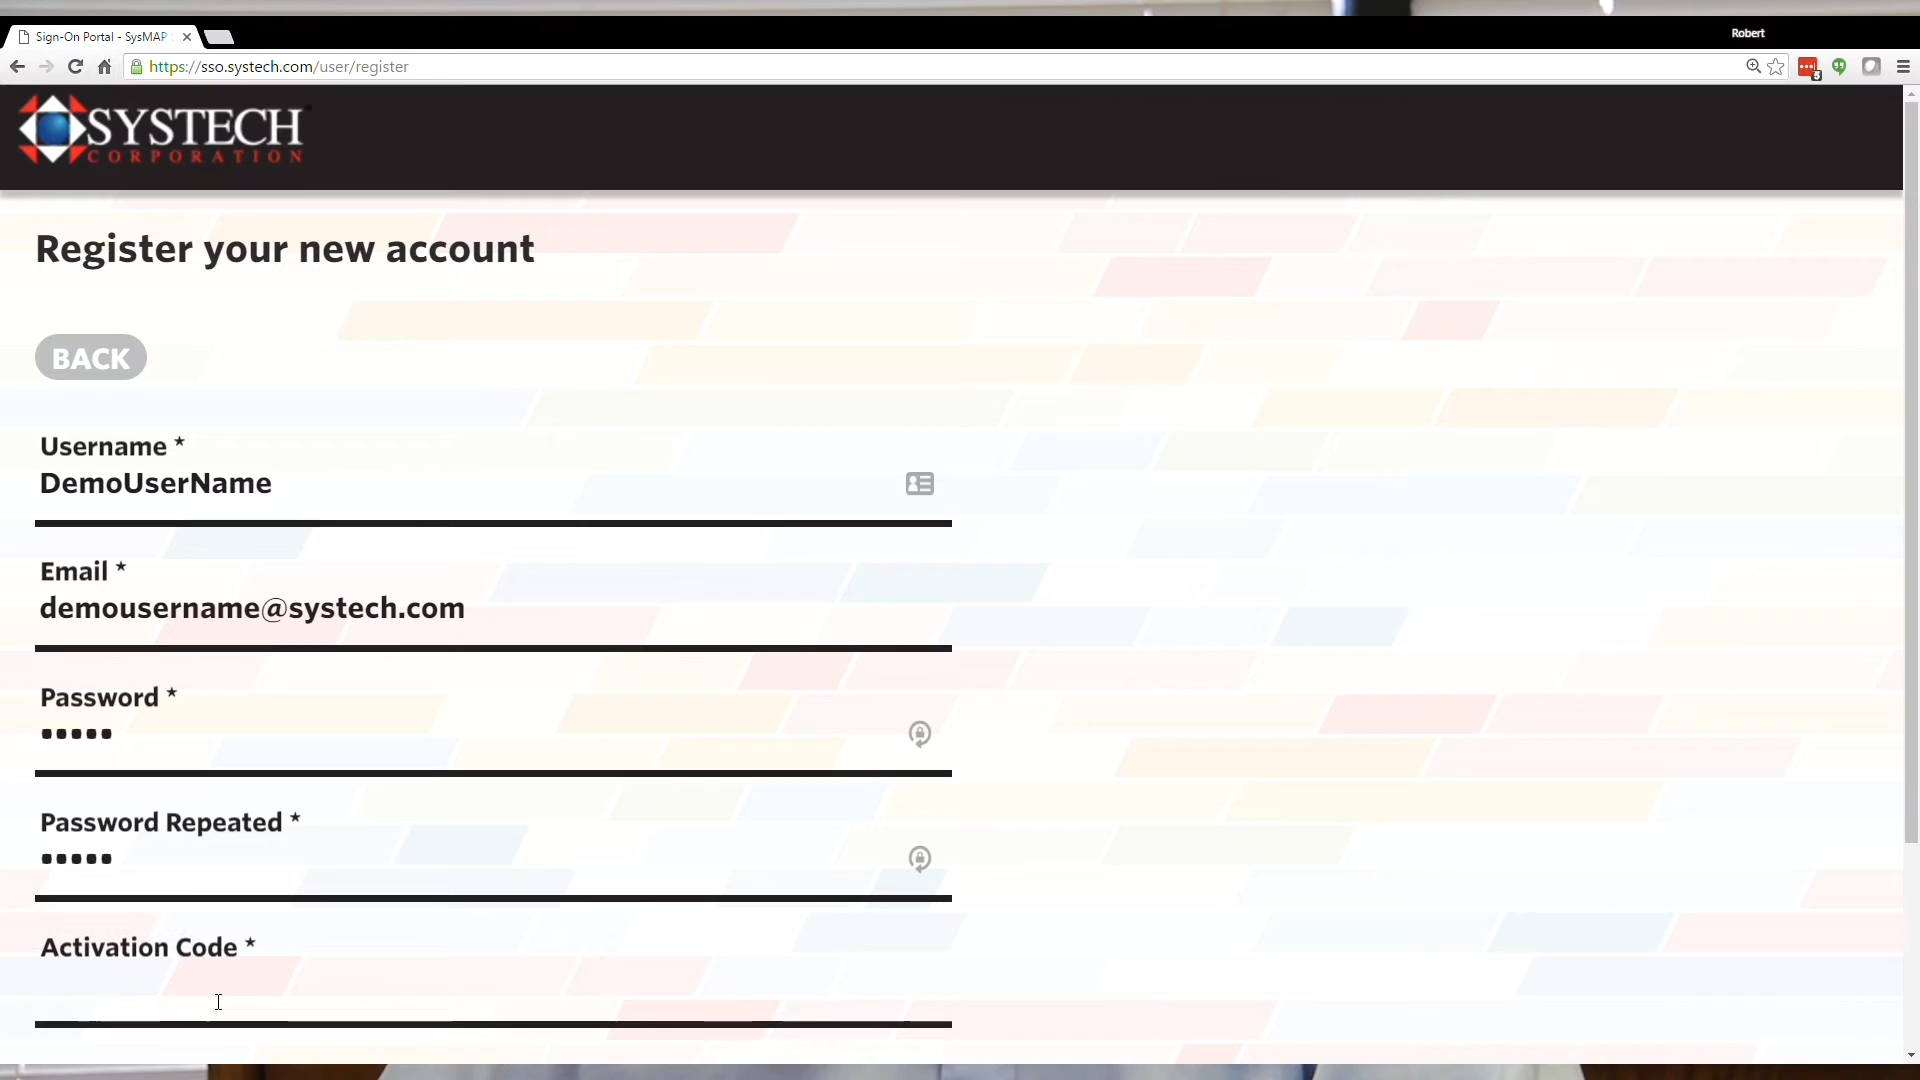 Sign-On Portal - SysMAP
Robert
https://sso.systech.com/user/register
5
SYSTECH
CORPORATION
Register your new account
BACK
Username *
DemoUserName
Email *
demousername@systech.com
Password *
•••••
Password Repeated *
•••••
Activation Code *